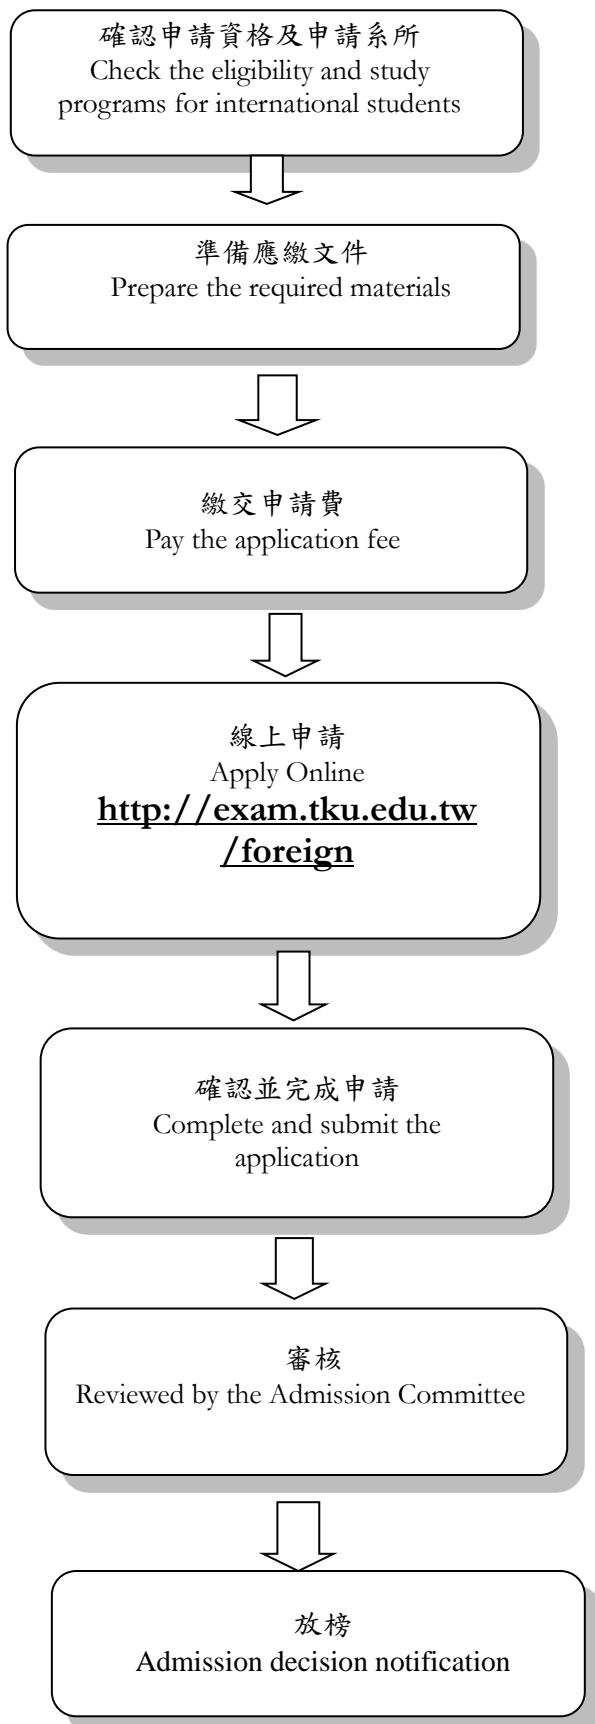 確認申請資格及申請系所
Check the eligibility and study
programs for international students
準備應繳文件
Prepare the required materials
繳交申請費
Pay the application fee
線上申請
Apply Online
http://exam.tku.edu.tw
/foreign
確認並完成申請
Complete and submit the
application
審核
Reviewed by the Admission Committee
放榜
Admission decision notification